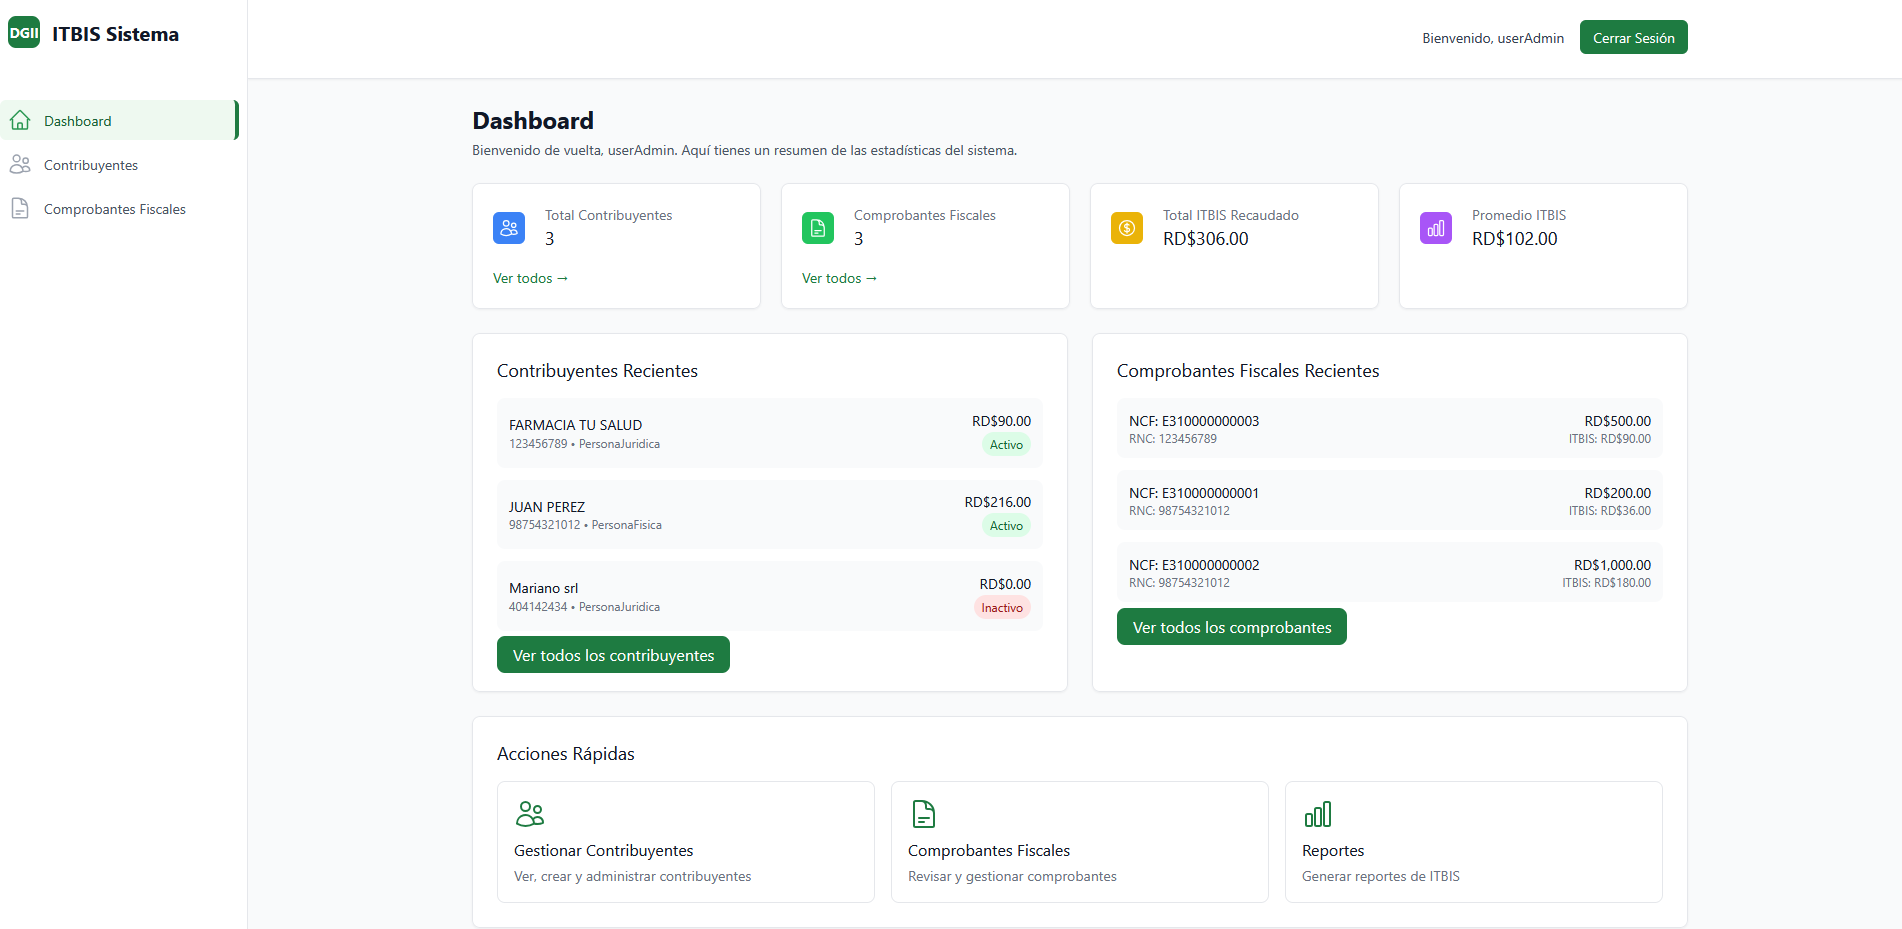 DGII ITBIS Sistema
Bienvenido, userAdmin Cerrar Sesión
Dashboard
Contribuyentes
Comprobantes Fiscales
Dashboard
Bienvenido de vuelta, userAdmin. Aquí tienes un resumen de las estadísticas del sistema.
Total Contribuyentes
3
Ver todos →
Comprobantes Fiscales
3
Ver todos →
Total ITBIS Recaudado
RD$306.00
Promedio ITBIS
RD$102.00
Contribuyentes Recientes
FARMACIA TU SALUD RD$90.00
123456789 • PersonaJuridica Activo
JUAN PEREZ RD$216.00
98754321012 • PersonaFisica Activo
Mariano srl RD$0.00
404142434 • PersonaJuridica Inactivo
Ver todos los contribuyentes
Comprobantes Fiscales Recientes
NCF: E310000000003 RD$500.00
RNC: 123456789 ITBIS: RD$90.00
NCF: E310000000001 RD$200.00
RNC: 98754321012 ITBIS: RD$36.00
NCF: E310000000002 RD$1,000.00
RNC: 98754321012 ITBIS: RD$180.00
Ver todos los comprobantes
Acciones Rápidas
Gestionar Contribuyentes
Ver, crear y administrar contribuyentes
Comprobantes Fiscales
Revisar y gestionar comprobantes
Reportes
Generar reportes de ITBIS